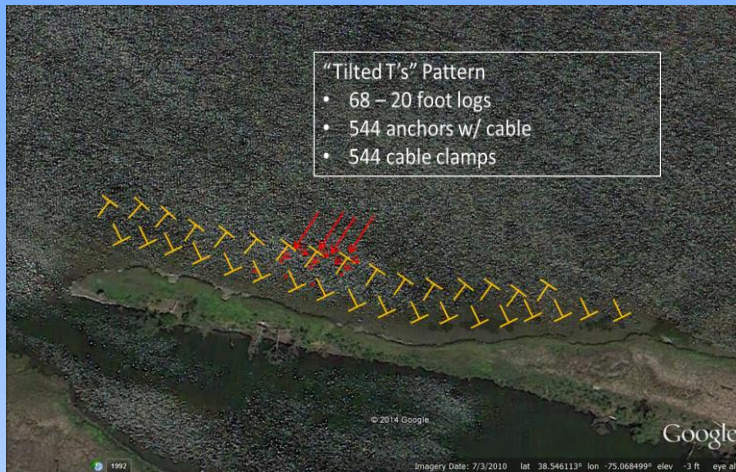 “Tilted T’s” Pattern
• 68 – 20 foot logs
• 544 anchors w/ cable
• 544 cable clamps
© 2014 Google
Google
1992
Imagery Date: 7/3/2010 lat 38.546113° lon -75.068499° elev -3 ft eye al